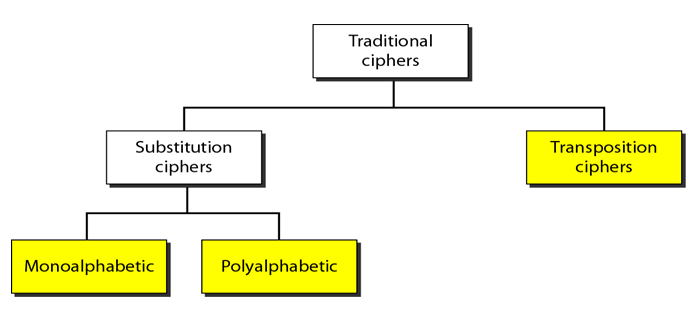 Traditional
ciphers
Substitution
ciphers
Transposition
ciphers
Monoalphabetic
Polyalphabetic